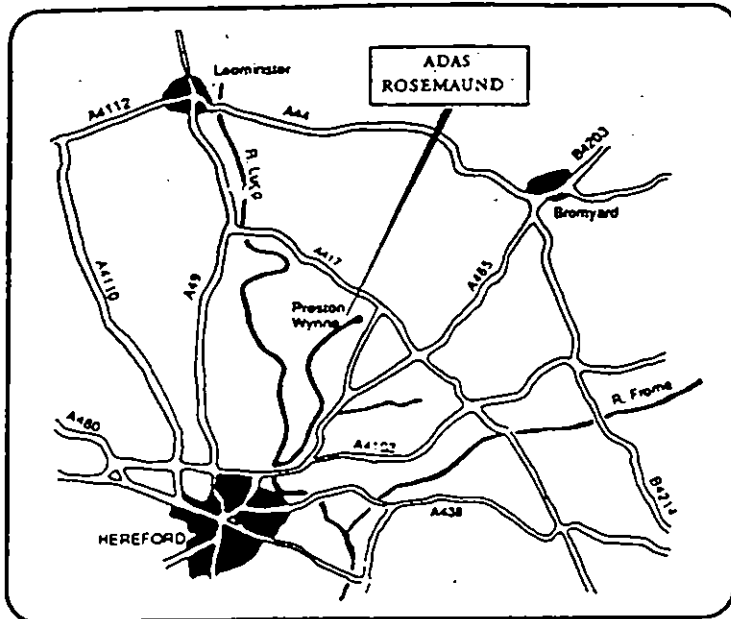 ADAS
ROSEMAUND
Leominster
A4112
A44
B4203
R. Lugg
Bromyard
A417
A4110
A49
A465
Preston
Wynne
R. Frome
A480
A4103
B4214
A438
HEREFORD